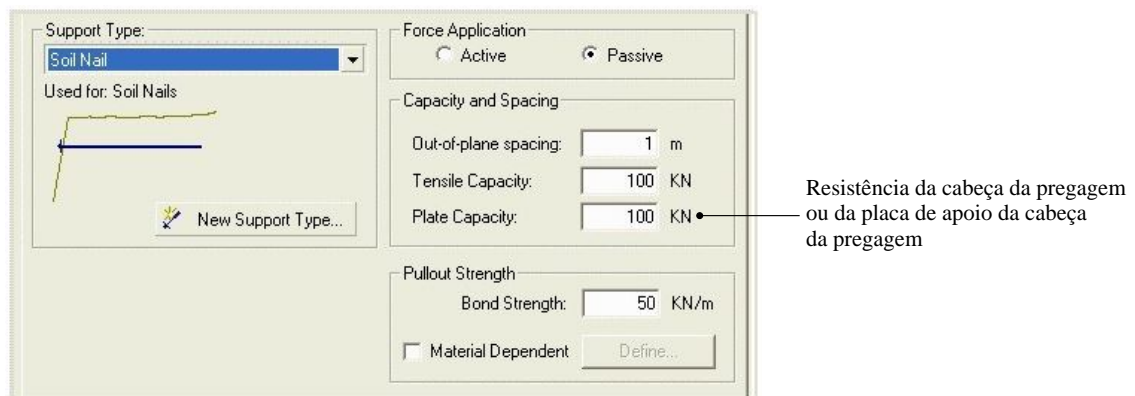 Support Type:
Soil Nail
Used for: Soil Nails
New Support Type...
Force Application
Active
Passive
Capacity and Spacing
Out-of-plane spacing: 1 m
Tensile Capacity: 100 KN
Plate Capacity: 100 KN
Pullout Strength
Bond Strength: 50 KN/m
Material Dependent
Define...
Resistência da cabeça da pregagem
ou da placa de apoio da cabeça
da pregagem